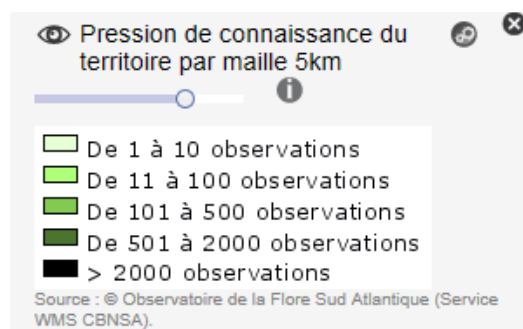 Pression de connaissance du
territoire par maille 5km
De 1 à 10 observations
De 11 à 100 observations
De 101 à 500 observations
De 501 à 2000 observations
> 2000 observations
Source : © Observatoire de la Flore Sud Atlantique (Service
WMS CBNSA).